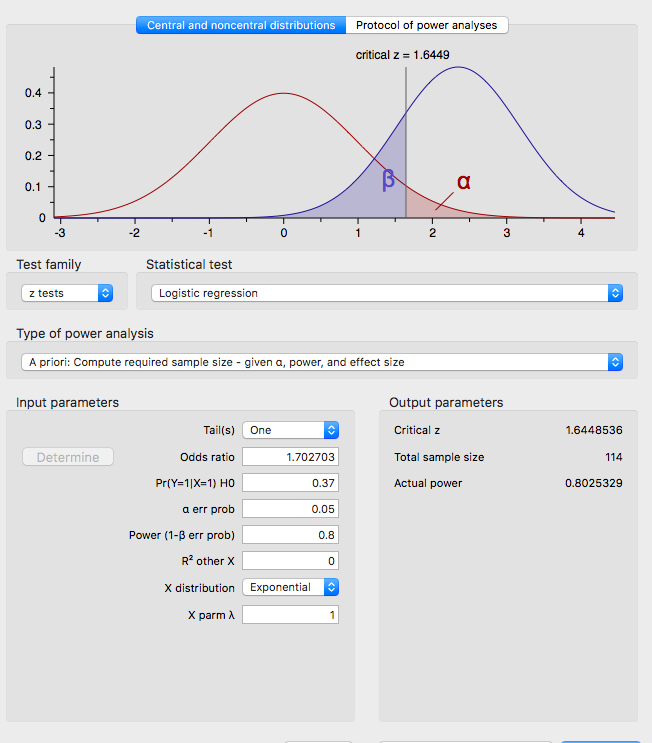 Central and noncentral distributions Protocol of power analyses
critical z = 1.6449
0.4
0.3
0.2
0.1
0
β
α
-3 -2 -1 0 1 2 3 4
Test family Statistical test
z tests Logistic regression
Type of power analysis
A priori: Compute required sample size - given α, power, and effect size
Input parameters
Tail(s) One
Determine
Odds ratio 1.702703
Pr(Y=1|X=1) H0 0.37
α err prob 0.05
Power (1-β err prob) 0.8
R² other X 0
X distribution Exponential
X parm λ 1
Output parameters
Critical z 1.6448536
Total sample size 114
Actual power 0.8025329